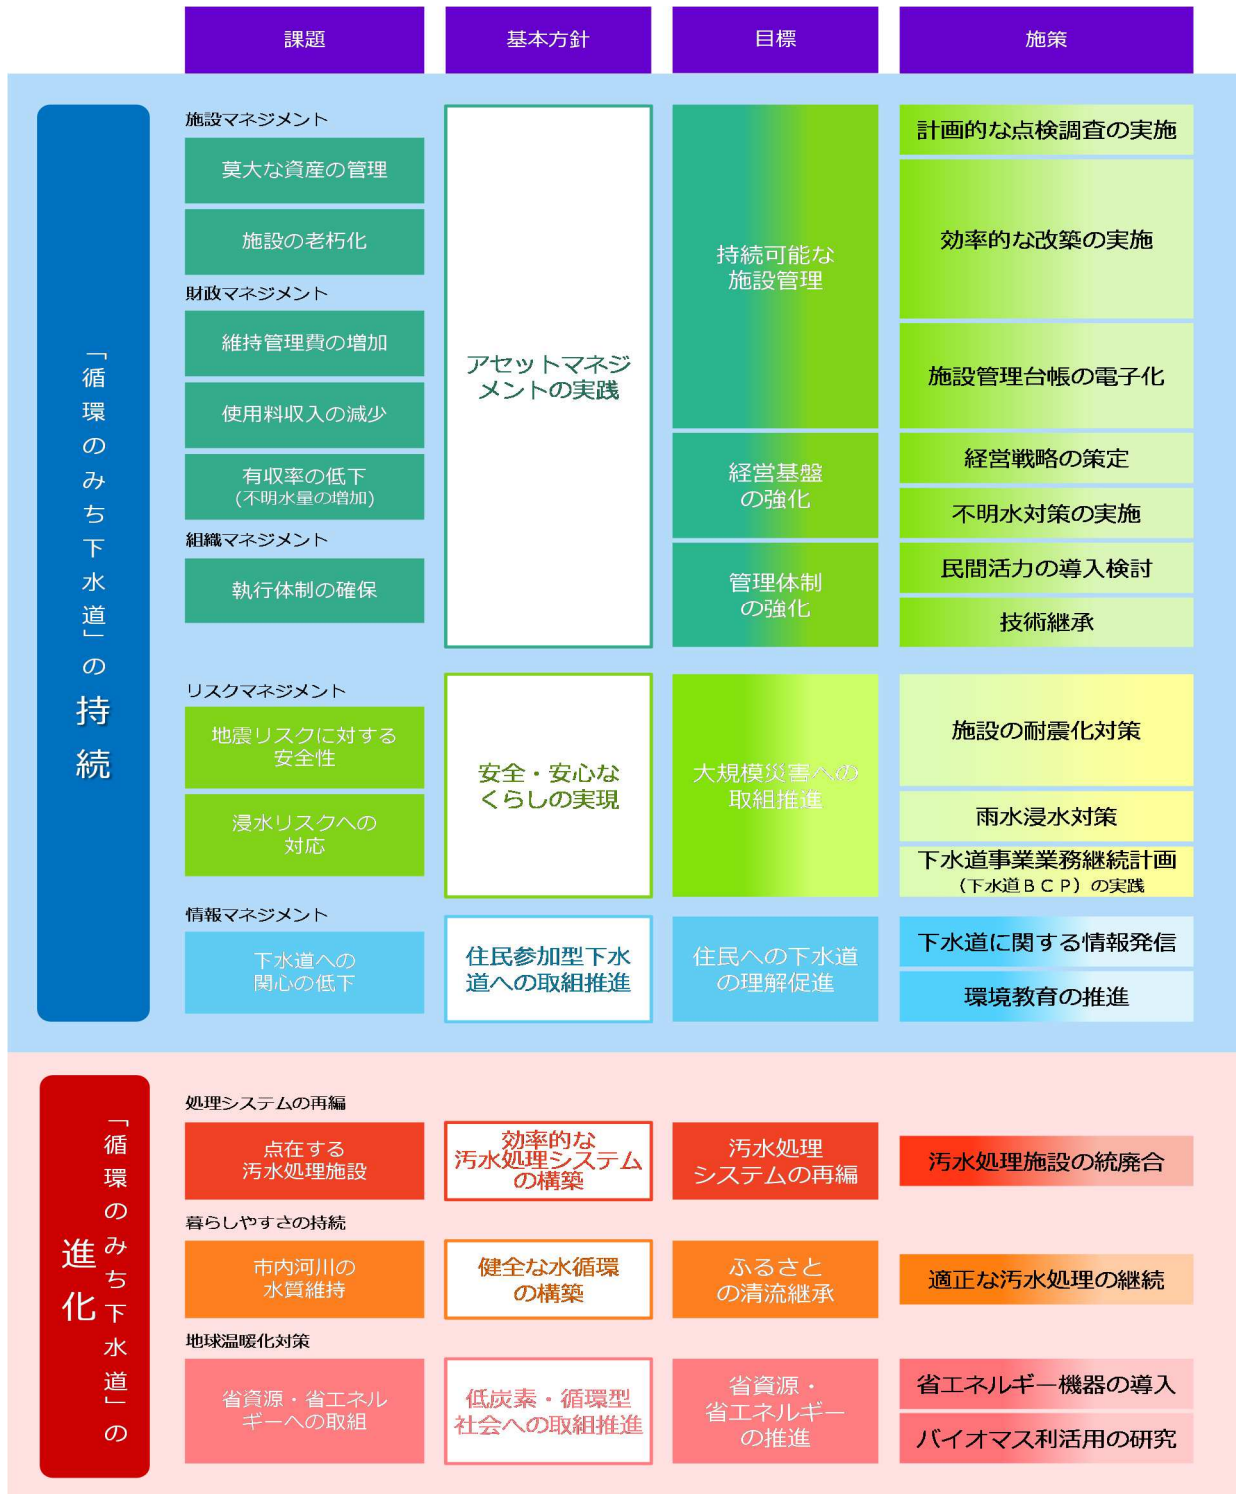 課題
基本方針
目標
施策
「循環のみち下水道」の
持続
施設マネジメント
莫大な資産の管理
施設の老朽化
財政マネジメント
維持管理費の増加
使用料収入の減少
有収率の低下
(不明水量の増加)
組織マネジメント
執行体制の確保
アセットマネジ
メントの実践
持続可能な
施設管理
経営基盤
の強化
管理体制
の強化
計画的な点検調査の実施
効率的な改築の実施
施設管理台帳の電子化
経営戦略の策定
不明水対策の実施
民間活力の導入検討
技術継承
リスクマネジメント
地震リスクに対する
安全性
浸水リスクへの
対応
安全・安心な
くらしの実現
大規模災害への
取組推進
施設の耐震化対策
雨水浸水対策
下水道事業業務継続計画
(下水道BCP)の実践
情報マネジメント
下水道への
関心の低下
住民参加型下水
道への取組推進
住民への下水道
の理解促進
下水道に関する情報発信
環境教育の推進
「循環のみち下水道」の
進化
処理システムの再編
点在する
汚水処理施設
効率的な
汚水処理システム
の構築
汚水処理
システムの再編
汚水処理施設の統廃合
暮らしやすさの持続
市内河川の
水質維持
健全な水循環
の構築
ふるさと
の清流継承
適正な汚水処理の継続
地球温暖化対策
省資源・省エネル
ギーへの取組
低炭素・循環型
社会への取組推進
省資源・
省エネルギー
の推進
省エネルギー機器の導入
バイオマス利活用の研究